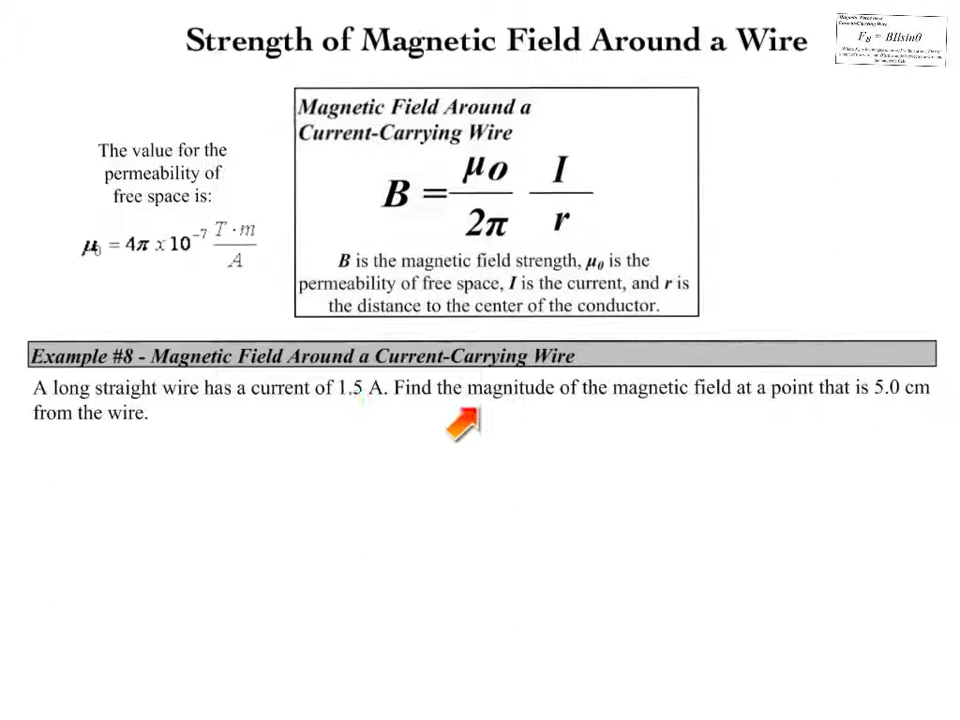 Strength of Magnetic Field Around a Wire
F_B = BIlsinθ
The value for the
permeability of
free space is:
μ₀ = 4π x 10⁻⁷ T·m/A
Magnetic Field Around a
Current-Carrying Wire
B = μo/2π I/r
B is the magnetic field strength, μ₀ is the
permeability of free space, I is the current, and r is
the distance to the center of the conductor.
Example #8 - Magnetic Field Around a Current-Carrying Wire
A long straight wire has a current of 1.5 A. Find the magnitude of the magnetic field at a point that is 5.0 cm
from the wire.